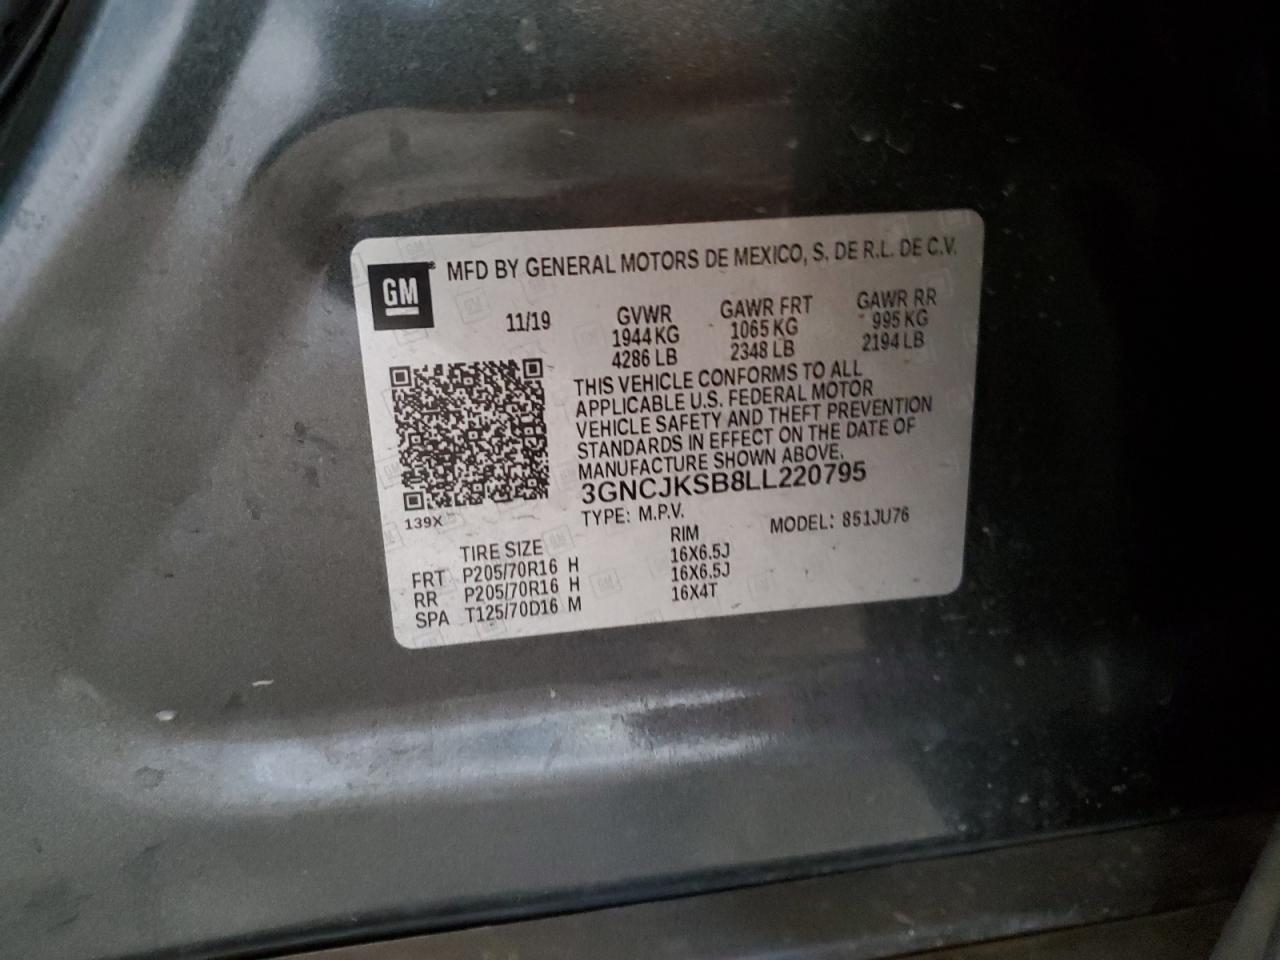 GM
MFD BY GENERAL MOTORS DE MEXICO, S. DE R.L. DE C.V.
11/19
GVWR GAWR FRT GAWR RR
1944 KG 1065 KG 995 KG
4286 LB 2348 LB 2194 LB
THIS VEHICLE CONFORMS TO ALL
APPLICABLE U.S. FEDERAL MOTOR
VEHICLE SAFETY AND THEFT PREVENTION
STANDARDS IN EFFECT ON THE DATE OF
MANUFACTURE SHOWN ABOVE.
3GNCJKSB8LL220795
139X
TYPE: M.P.V. MODEL: 851JU76
TIRE SIZE RIM
FRT P205/70R16 H 16X6.5J
RR P205/70R16 H 16X6.5J
SPA T125/70D16 M 16X4T